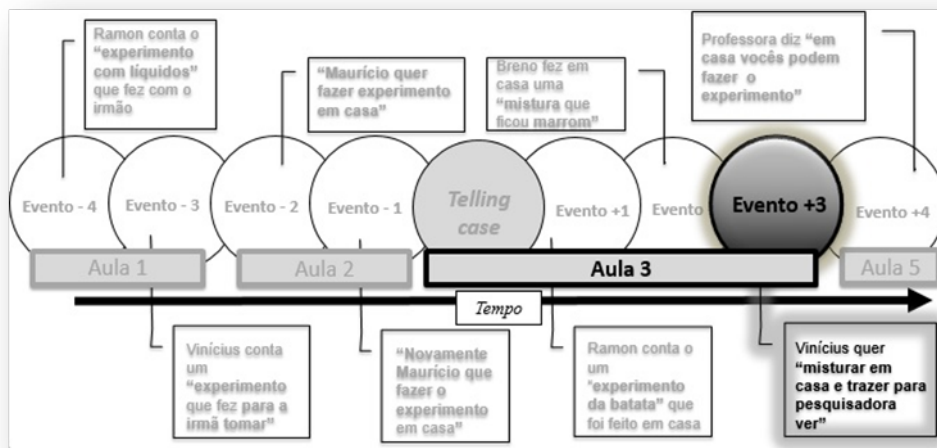 Ramon conta o
“experimento
com líquidos”
que fez com o
irmão
“Maurício quer
fazer experimento
em casa”
Breno fez em
casa uma
“mistura que
ficou marrom”
Professora diz “em
casa vocês podem
fazer o
experimento”
Evento - 4
Evento - 3
Evento - 2
Evento - 1
Telling
case
Evento +1
Evento
Evento +3
Evento +4
Aula 1
Aula 2
Aula 3
Aula 5
Tempo
Vinícius conta
um
“experimento
que fez para a
irmã tomar”
“Novamente
Maurício que
fazer o
experimento
em casa”
Ramon conta o
um
“experimento
da batata” que
foi feito em casa
Vinícius quer
“misturar em
casa e trazer para
pesquisadora
ver”